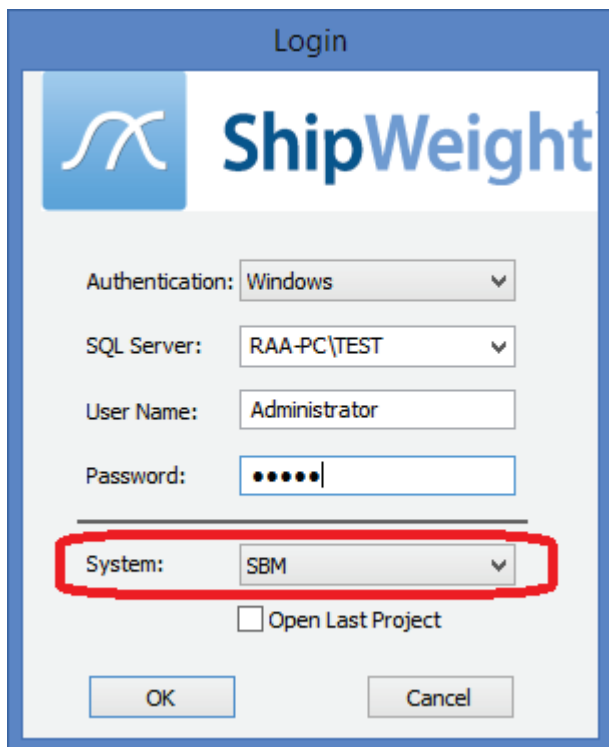 Login
ShipWeight
Authentication: Windows
SQL Server: RAA-PC\TEST
User Name: Administrator
Password: •••••
System: SBM
Open Last Project
OK Cancel